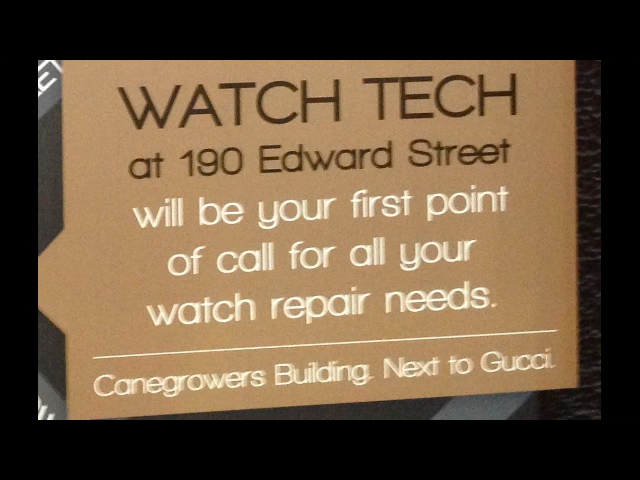 WATCH TECH
at 190 Edward Street
will be your first point
of call for all your
watch repair needs.
Canegrowers Building. Next to Gucci.